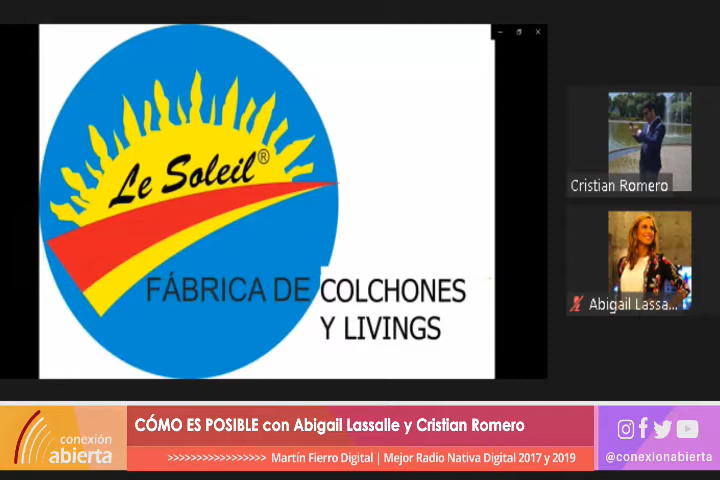 Le Soleil®
FÁBRICA DE COLCHONES
Y LIVINGS
Cristian Romero
Abigail Lassa...
conexión
abierta
CÓMO ES POSIBLE con Abigail Lassalle y Cristian Romero
>>>>>>>>>>>>>>>>> Martín Fierro Digital | Mejor Radio Nativa Digital 2017 y 2019
@conexionabierta